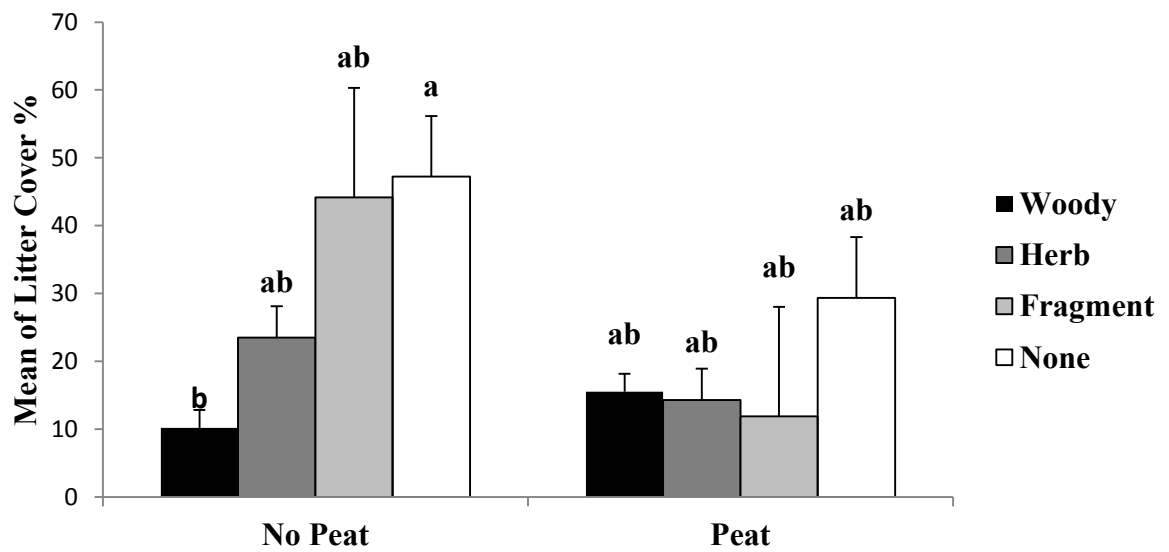 Mean of Litter Cover %
70
60
50
40
30
20
10
0
b
ab
ab
a
ab
ab
ab
ab
No Peat
Peat
Woody
Herb
Fragment
None